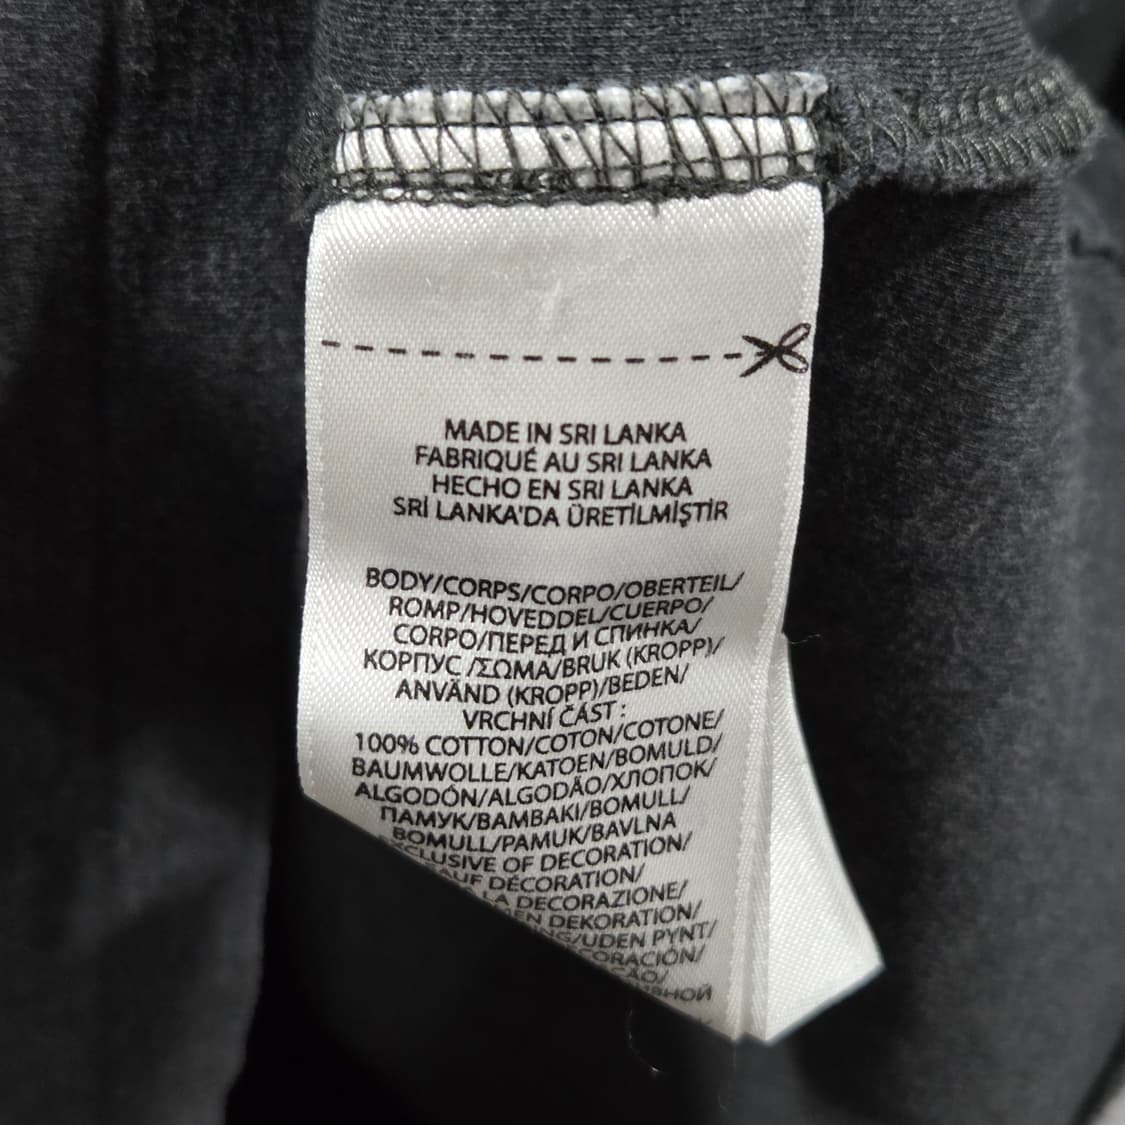 MADE IN SRI LANKA
FABRIQUÉ AU SRI LANKA
HECHO EN SRI LANKA
SRİ LANKA'DA ÜRETİLMİŞTİR
BODY/CORPS/CORPO/OBERTEIL/
ROMP/HOVEDDEL/CUERPO/
CORPO/ПЕРЕД И СПИНКА/
КОРПУС /ΣΩΜΑ/BRUK (KROPP)/
ANVÄND (KROPP)/BEDEN/
VRCHNÍ ČÁST :
100% COTTON/COTON/COTONE/
BAUMWOLLE/KATOEN/BOMULD/
ALGODÓN/ALGODÃO/ХЛОПОК/
ПАМУК/BAMBAKI/BOMULL/
BOMULL/PAMUK/BAVLNA
OF DECORATION/
DÉCORATION/
LA DECORAZIONE/
DEKORATION/
/UDEN PYNT/